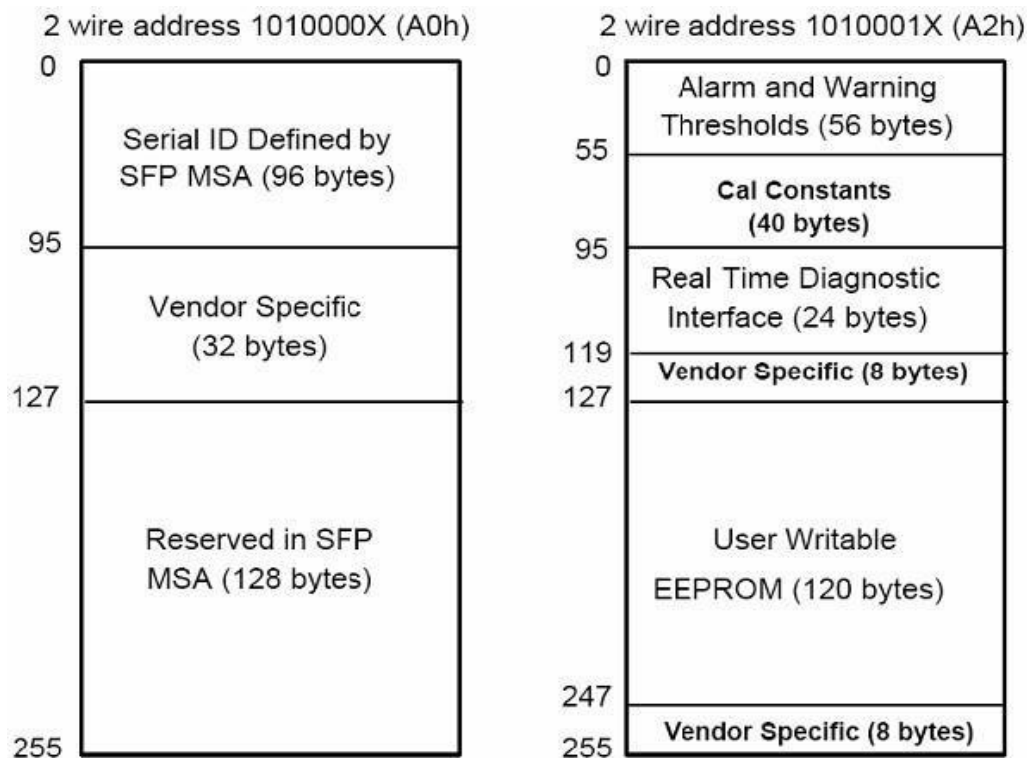 2 wire address 1010000X (A0h)
0
Serial ID Defined by
SFP MSA (96 bytes)
95
Vendor Specific
(32 bytes)
127
Reserved in SFP
MSA (128 bytes)
255
2 wire address 1010001X (A2h)
0
Alarm and Warning
Thresholds (56 bytes)
55
Cal Constants
(40 bytes)
95
Real Time Diagnostic
Interface (24 bytes)
119
Vendor Specific (8 bytes)
127
User Writable
EEPROM (120 bytes)
247
Vendor Specific (8 bytes)
255